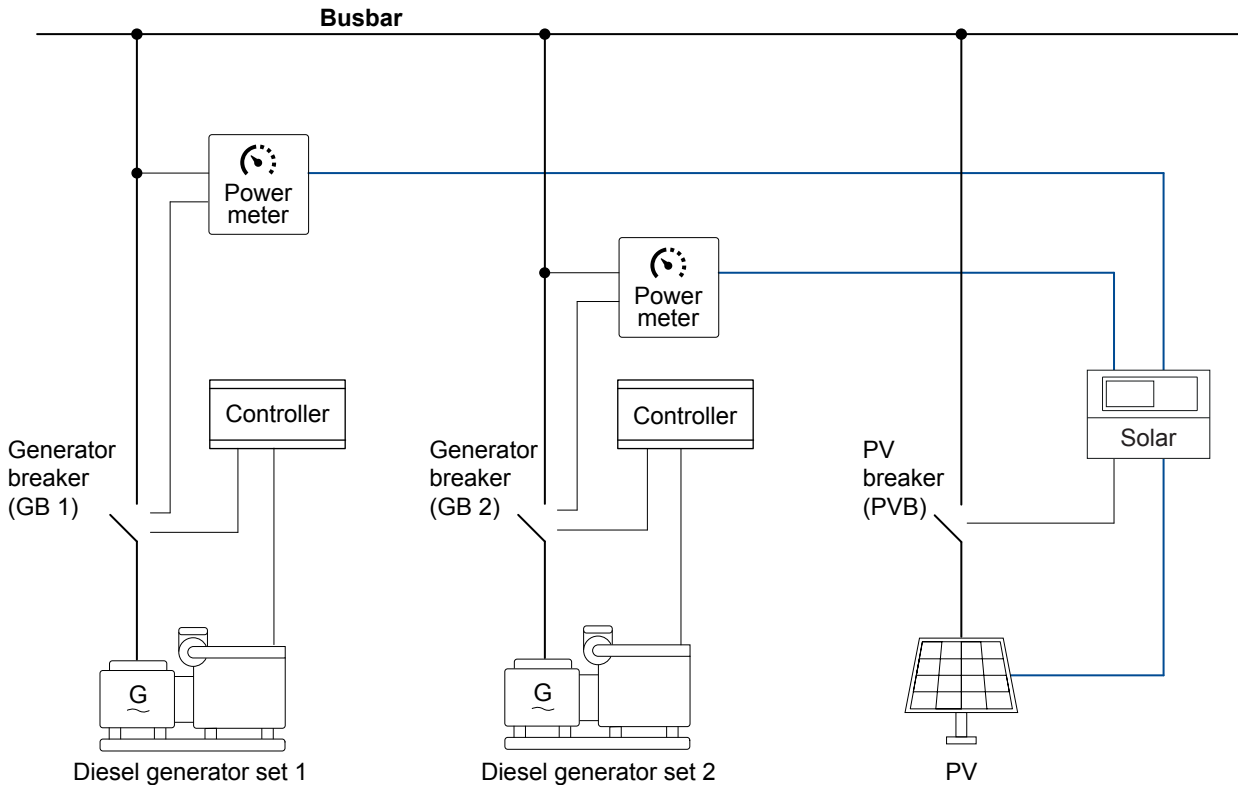 Busbar
Power
meter
Power
meter
Controller
Controller
Solar
Generator
breaker
(GB 1)
Generator
breaker
(GB 2)
PV
breaker
(PVB)
G
G
Diesel generator set 1
Diesel generator set 2
PV